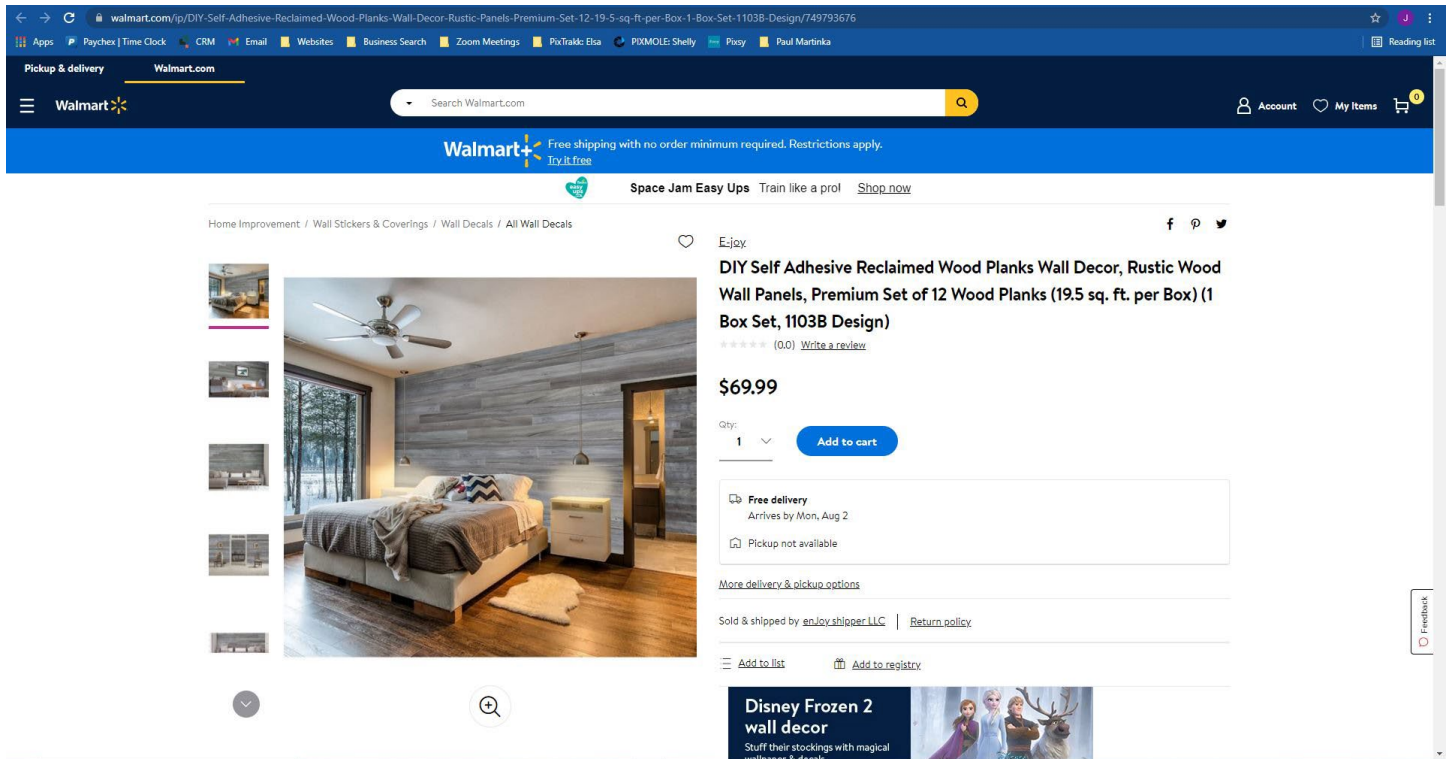 walmart.com/ip/DIY-Self-Adhesive-Reclaimed-Wood-Planks-Wall-Decor-Rustic-Panels-Premium-Set-12-19-5-sq-ft-per-Box-1-Box-Set-1103B-Design/749793676
J
Apps Paychex | Time Clock CRM Email Websites Business Search Zoom Meetings PixTrakk: Elsa PIXMOLE: Shelly Pixsy Paul Martinka Reading list
Pickup & delivery Walmart.com
Walmart Search Walmart.com Account My Items 0
Walmart+ Free shipping with no order minimum required. Restrictions apply.
Try it free
easy ups Space Jam Easy Ups Train like a pro! Shop now
Home Improvement / Wall Stickers & Coverings / Wall Decals / All Wall Decals
E-joy
DIY Self Adhesive Reclaimed Wood Planks Wall Decor, Rustic Wood
Wall Panels, Premium Set of 12 Wood Planks (19.5 sq. ft. per Box) (1
Box Set, 1103B Design)
(0.0) Write a review
$69.99
Qty:
1 Add to cart
Free delivery
Arrives by Mon, Aug 2
Pickup not available
More delivery & pickup options
Sold & shipped by enJoy shipper LLC | Return policy
Add to list Add to registry
Feedback
Disney Frozen 2
wall decor
Stuff their stockings with magical
wallpaper & decals